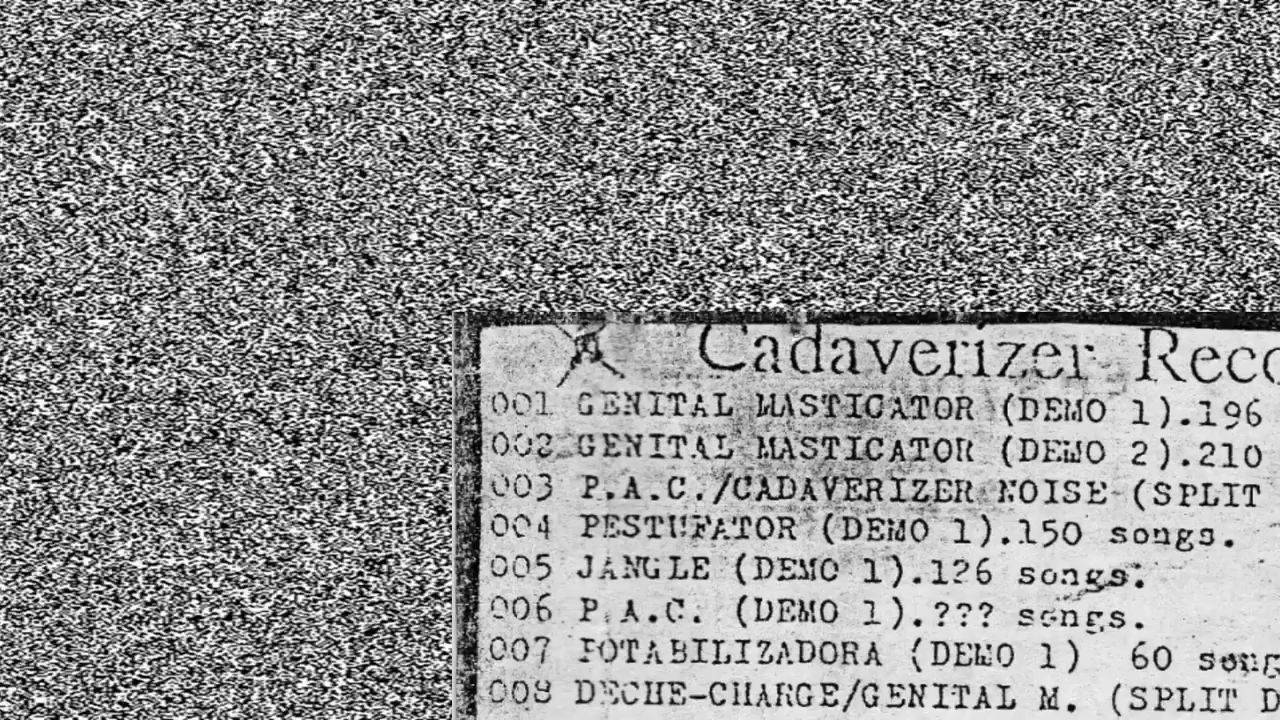 Cadaverizer Reco
001 GENITAL MASTICATOR (DEMO 1).196
002 GENITAL MASTICATOR (DEMO 2).210
003 P.A.C./CADAVERIZER NOISE (SPLIT
004 PESTUFATOR (DEMO 1).150 songs.
005 JANGLE (DEMO 1).126 songs.
006 P.A.C. (DEMO 1).??? songs.
007 POTABILIZADORA (DEMO 1) 60 song
008 DECHE-CHARGE/GENITAL M. (SPLIT D